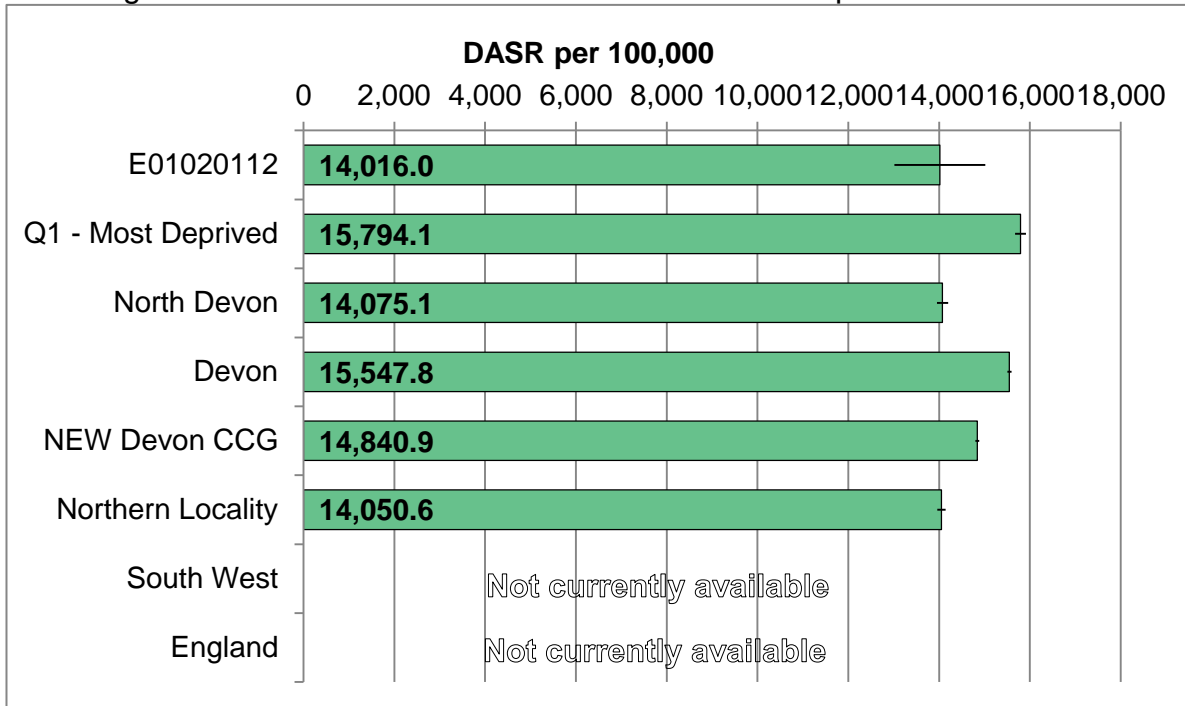 DASR per 100,000
0 2,000 4,000 6,000 8,000 10,000 12,000 14,000 16,000 18,000
E01020112 14,016.0
Q1 - Most Deprived 15,794.1
North Devon 14,075.1
Devon 15,547.8
NEW Devon CCG 14,840.9
Northern Locality 14,050.6
South West Not currently available
England Not currently available